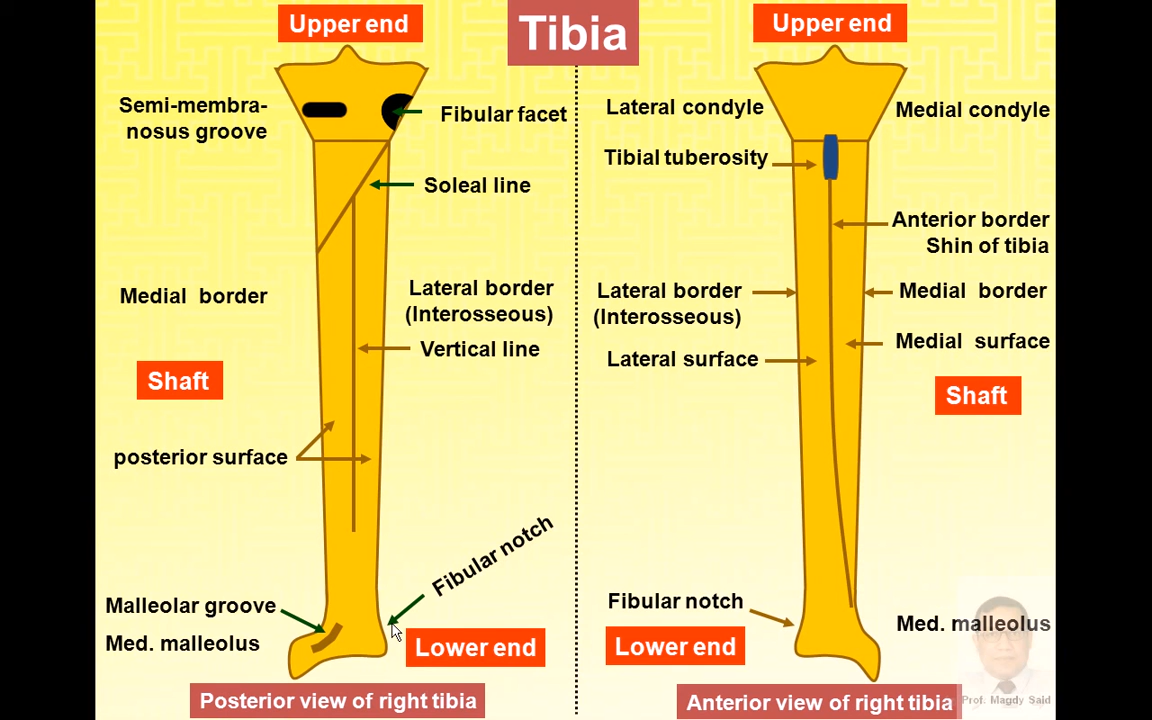 Tibia
Upper end
Semi-membra-
nosus groove
Fibular facet
Soleal line
Medial border
Lateral border
(Interosseous)
Vertical line
Shaft
posterior surface
Fibular notch
Malleolar groove
Med. malleolus
Lower end
Posterior view of right tibia
Upper end
Lateral condyle
Medial condyle
Tibial tuberosity
Anterior border
Shin of tibia
Lateral border
(Interosseous)
Medial border
Medial surface
Lateral surface
Shaft
Fibular notch
Med. malleolus
Lower end
Anterior view of right tibia
Prof. Magdy Said